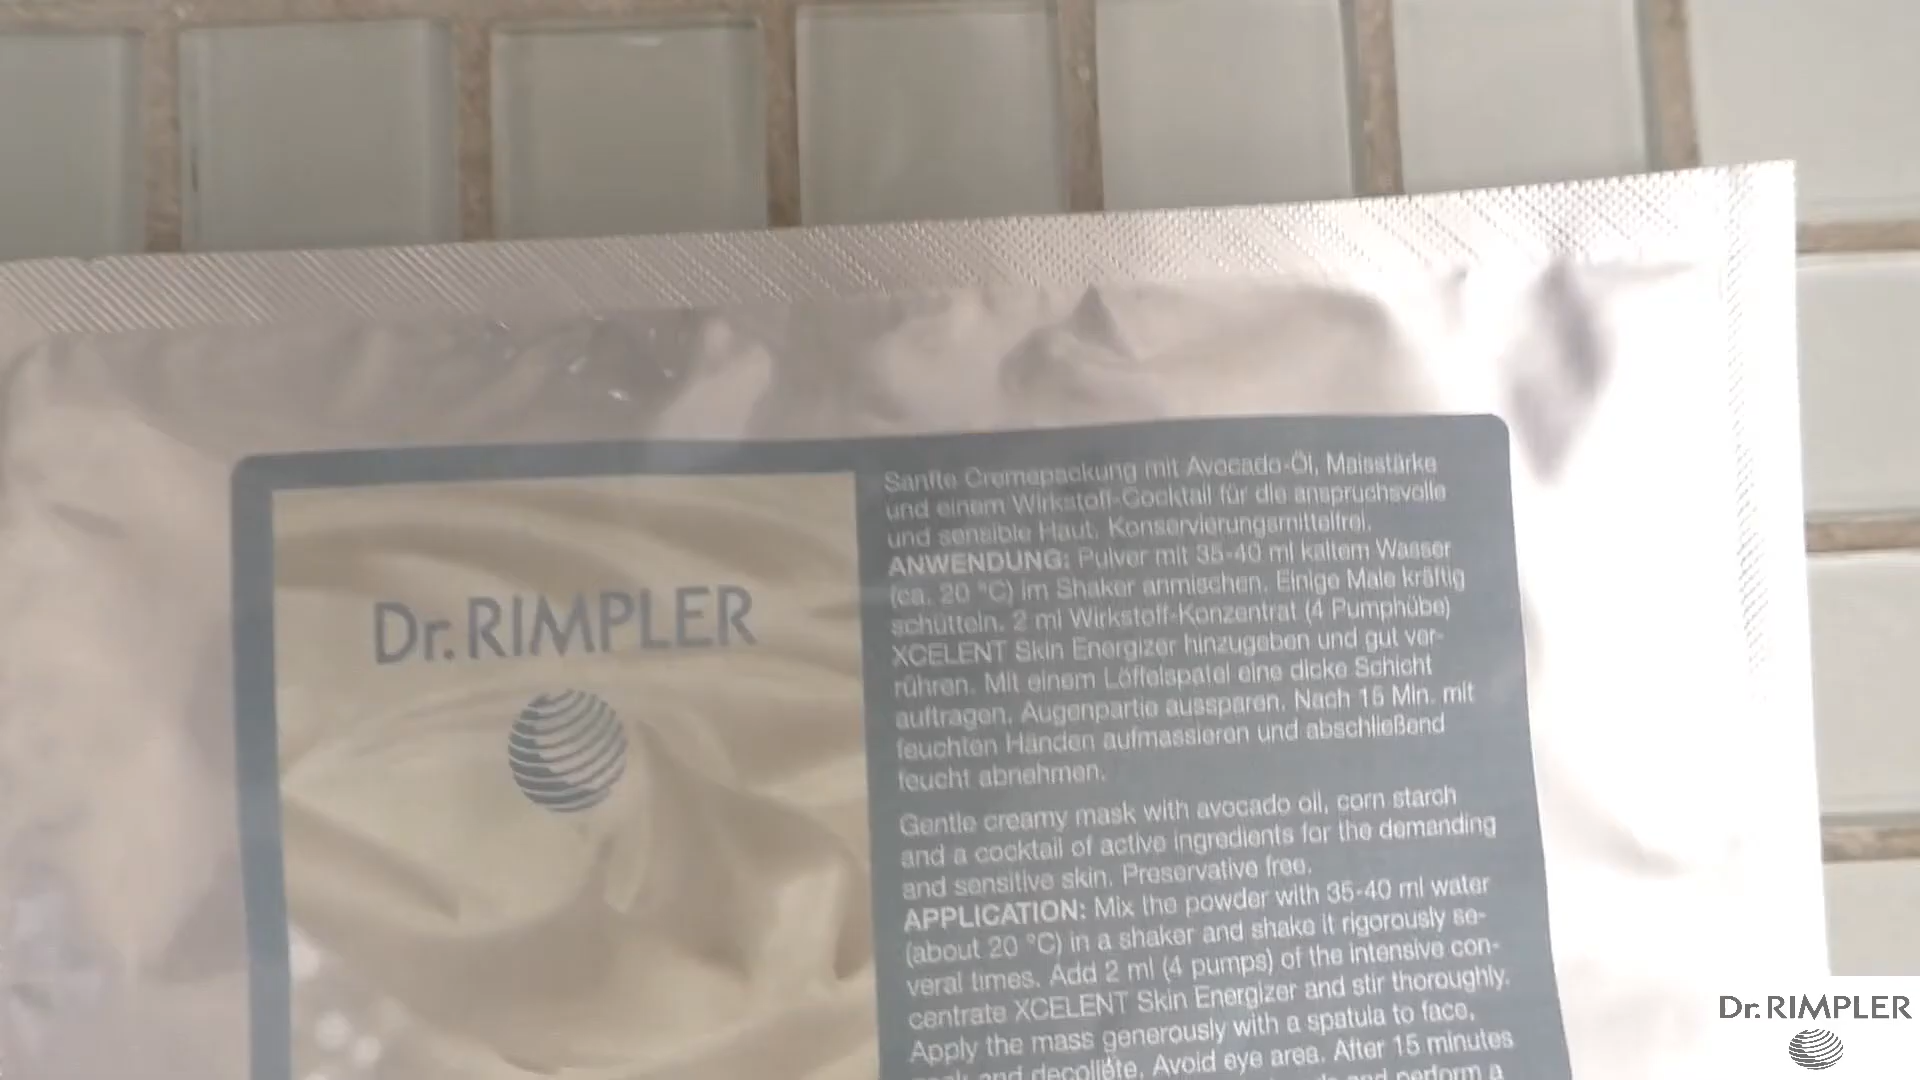 Dr.RIMPLER
Sanfte Cremepackung mit Avocado-Öl, Maisstärke
und einem Wirkstoff-Cocktail für die anspruchsvolle
und sensible Haut. Konservierungsmittelfrei.
ANWENDUNG: Pulver mit 35-40 ml kaltem Wasser
(ca. 20 °C) im Shaker anmischen. Einige Male kräftig
schütteln. 2 ml Wirkstoff-Konzentrat (4 Pumphübe)
XCELENT Skin Energizer hinzugeben und gut ver-
rühren. Mit einem Löffelspatel eine dicke Schicht
auftragen. Augenpartie aussparen. Nach 15 Min. mit
feuchten Händen aufmassieren und abschließend
feucht abnehmen.
Gentle creamy mask with avocado oil, corn starch
and a cocktail of active ingredients for the demanding
and sensitive skin. Preservative free.
APPLICATION: Mix the powder with 35-40 ml water
(about 20 °C) in a shaker and shake it rigorously se-
veral times. Add 2 ml (4 pumps) of the intensive con-
centrate XCELENT Skin Energizer and stir thoroughly.
Apply the mass generously with a spatula to face,
and decolleté. Avoid eye area. After 15 minutes
and perform a
Dr.RIMPLER